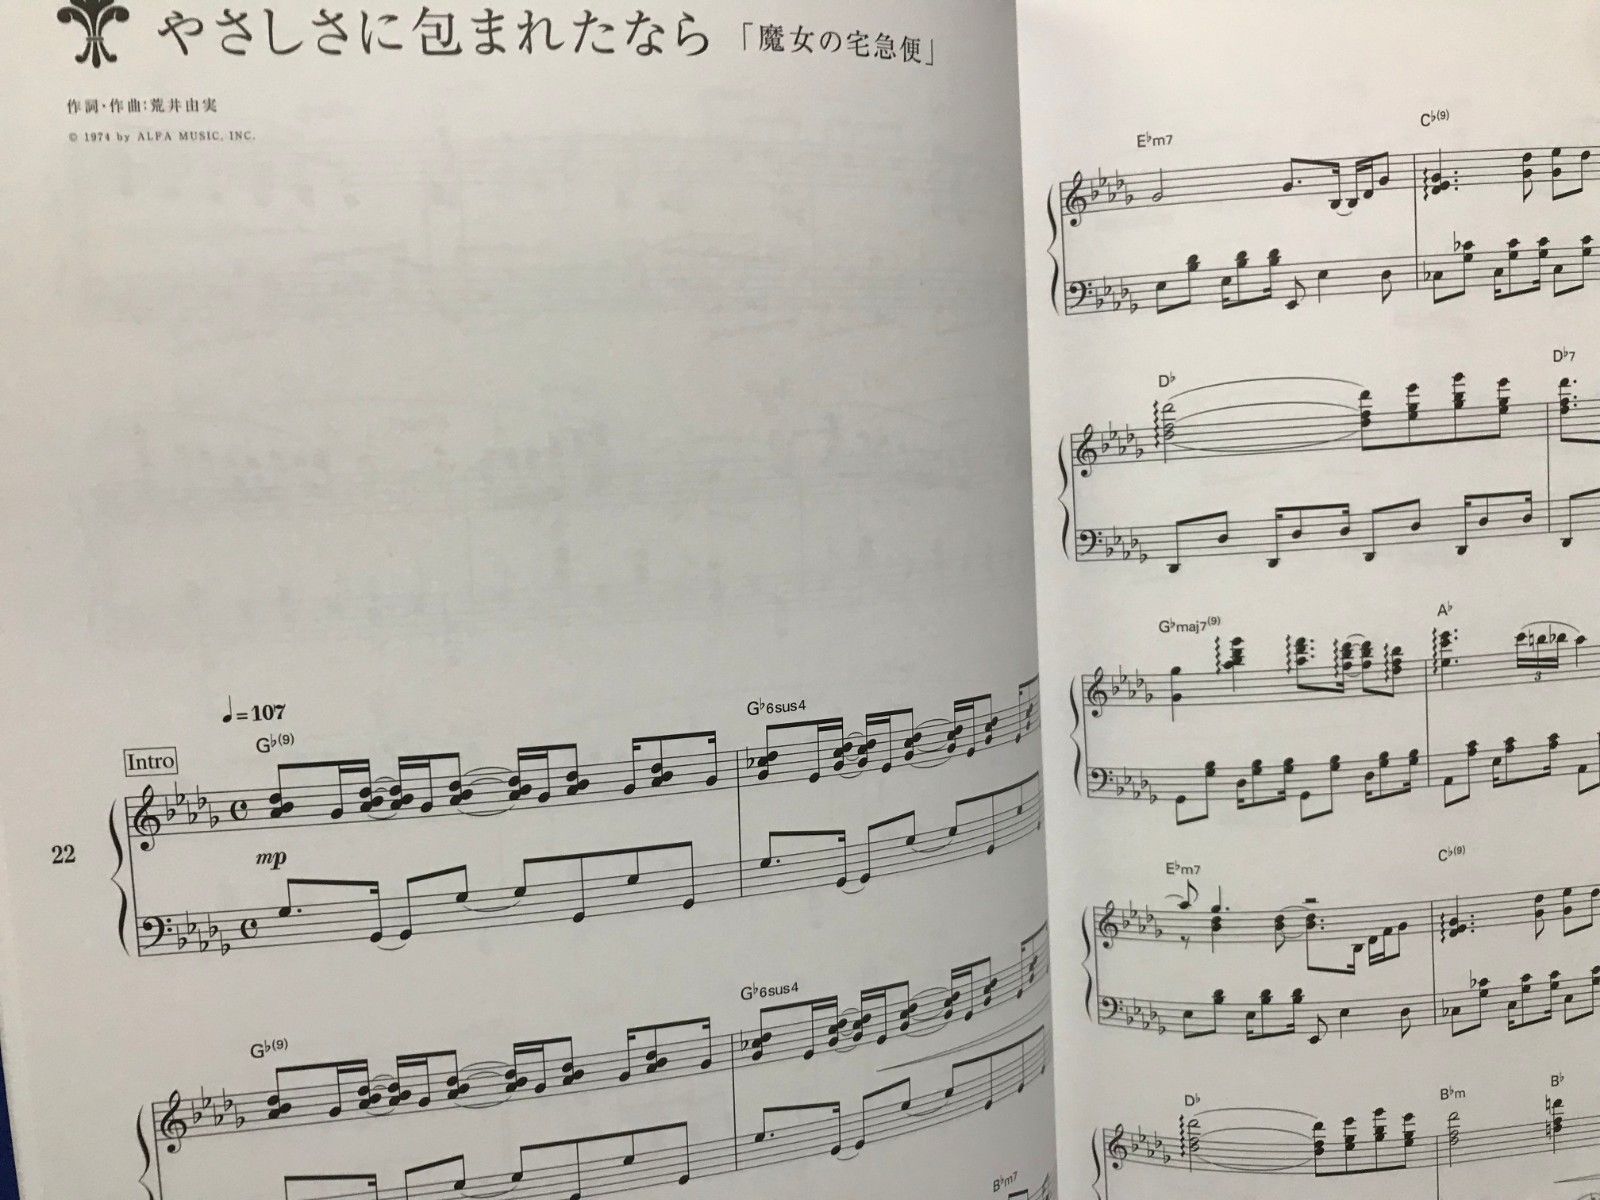 やさしさに包まれたなら 「魔女の宅急便」
作詞・作曲:荒井由実
© 1974 by ALFA MUSIC, INC.
♩=107
Intro
G♭(9) G♭6sus4
mp
22
G♭(9) G♭6sus4
B♭m7
E♭m7 C♭(9)
D♭ D♭7
G♭maj7(9) A♭
3
E♭m7 C♭(9)
D♭ B♭m B♭